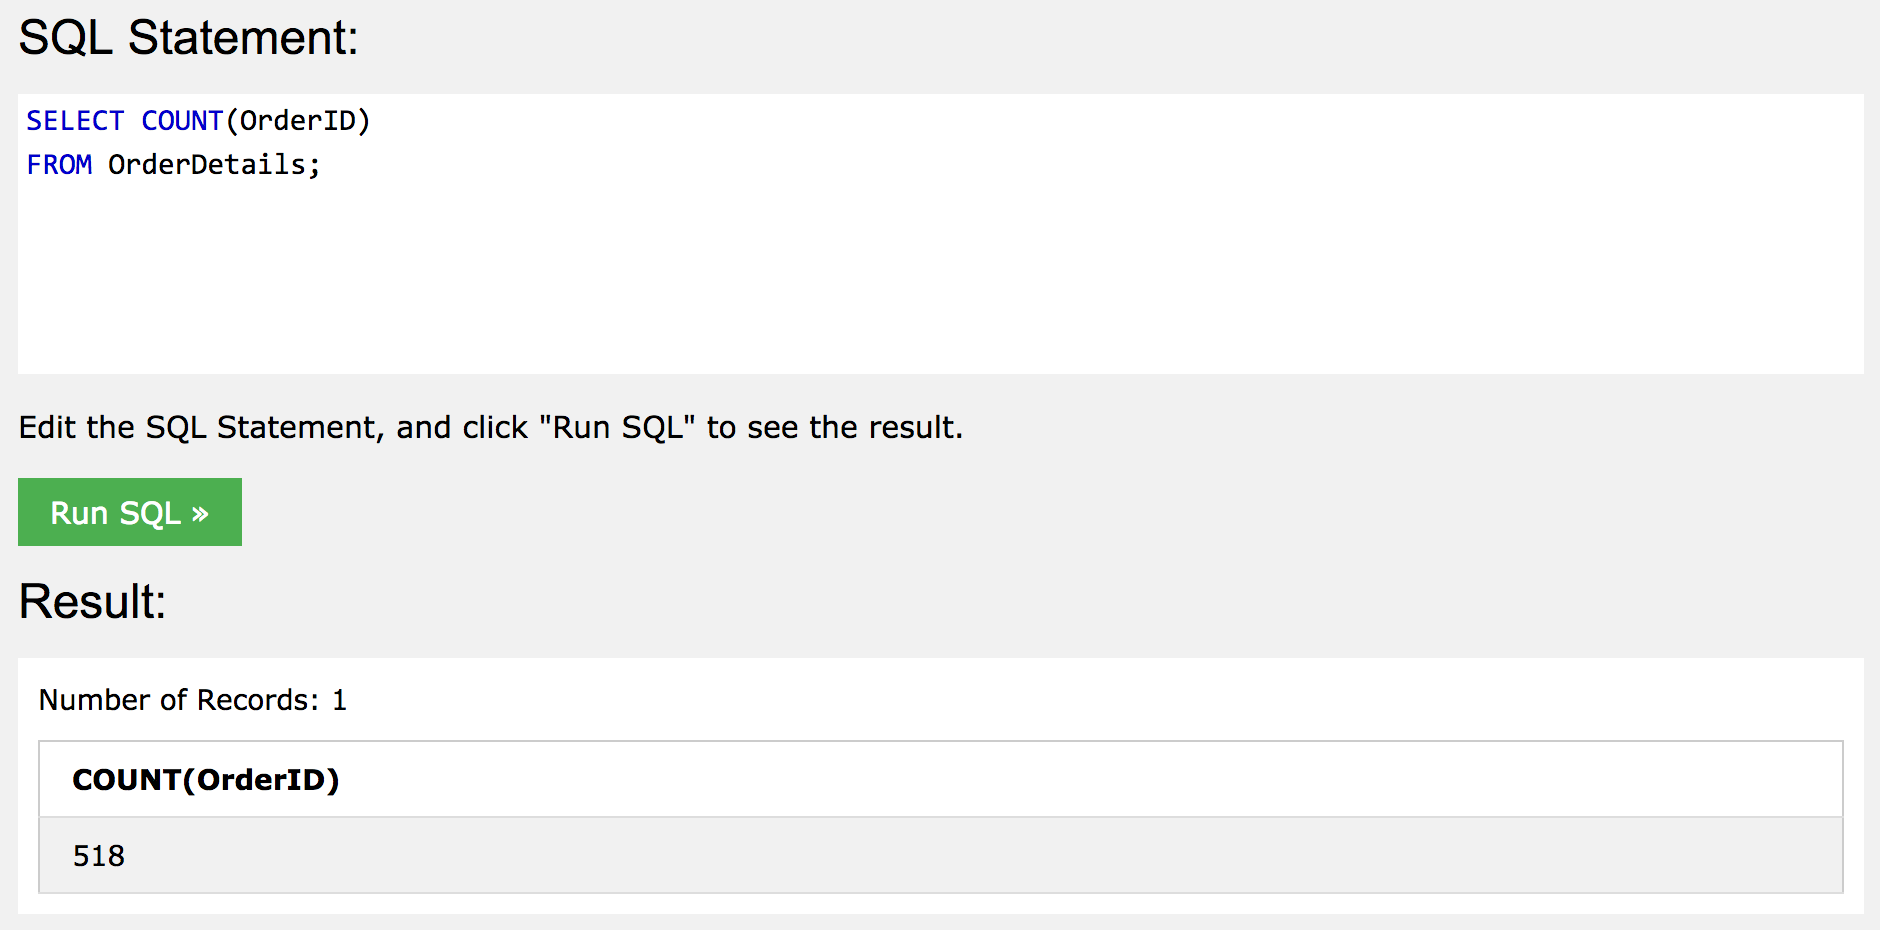 SQL Statement:
SELECT COUNT(OrderID)
FROM OrderDetails;
Edit the SQL Statement, and click "Run SQL" to see the result.
Run SQL »
Result:
Number of Records: 1
COUNT(OrderID)
518